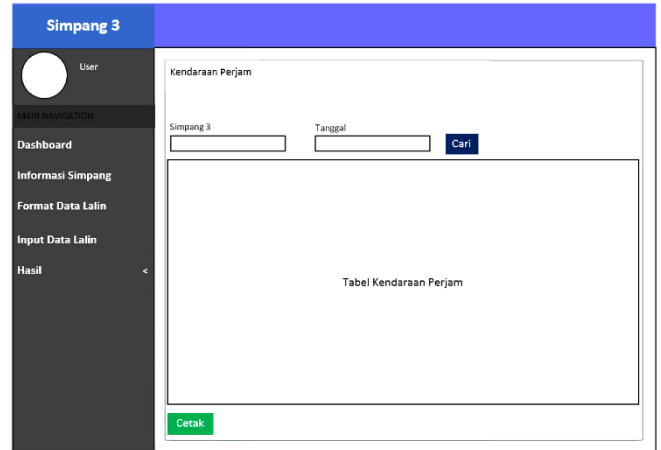 Simpang 3
User
MAIN NAVIGATION
Dashboard
Informasi Simpang
Format Data Lalin
Input Data Lalin
Hasil <
Kendaraan Perjam
Simpang 3 Tanggal
Cari
Tabel Kendaraan Perjam
Cetak